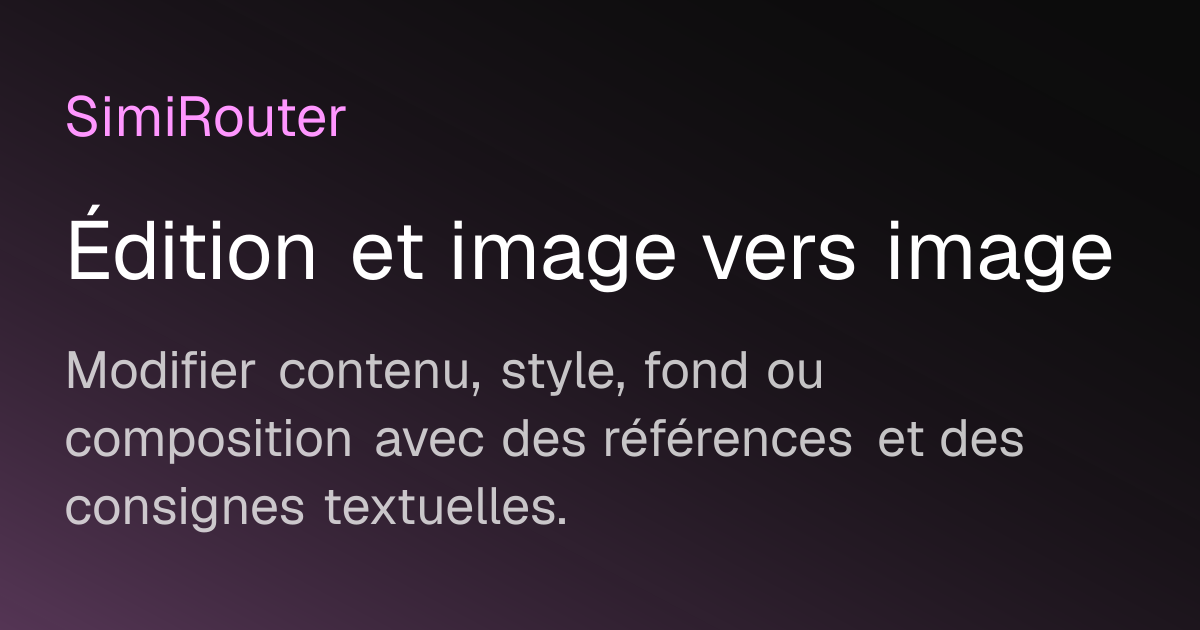 SimiRouter
Édition et image vers image
Modifier contenu, style, fond ou
composition avec des références et des
consignes textuelles.